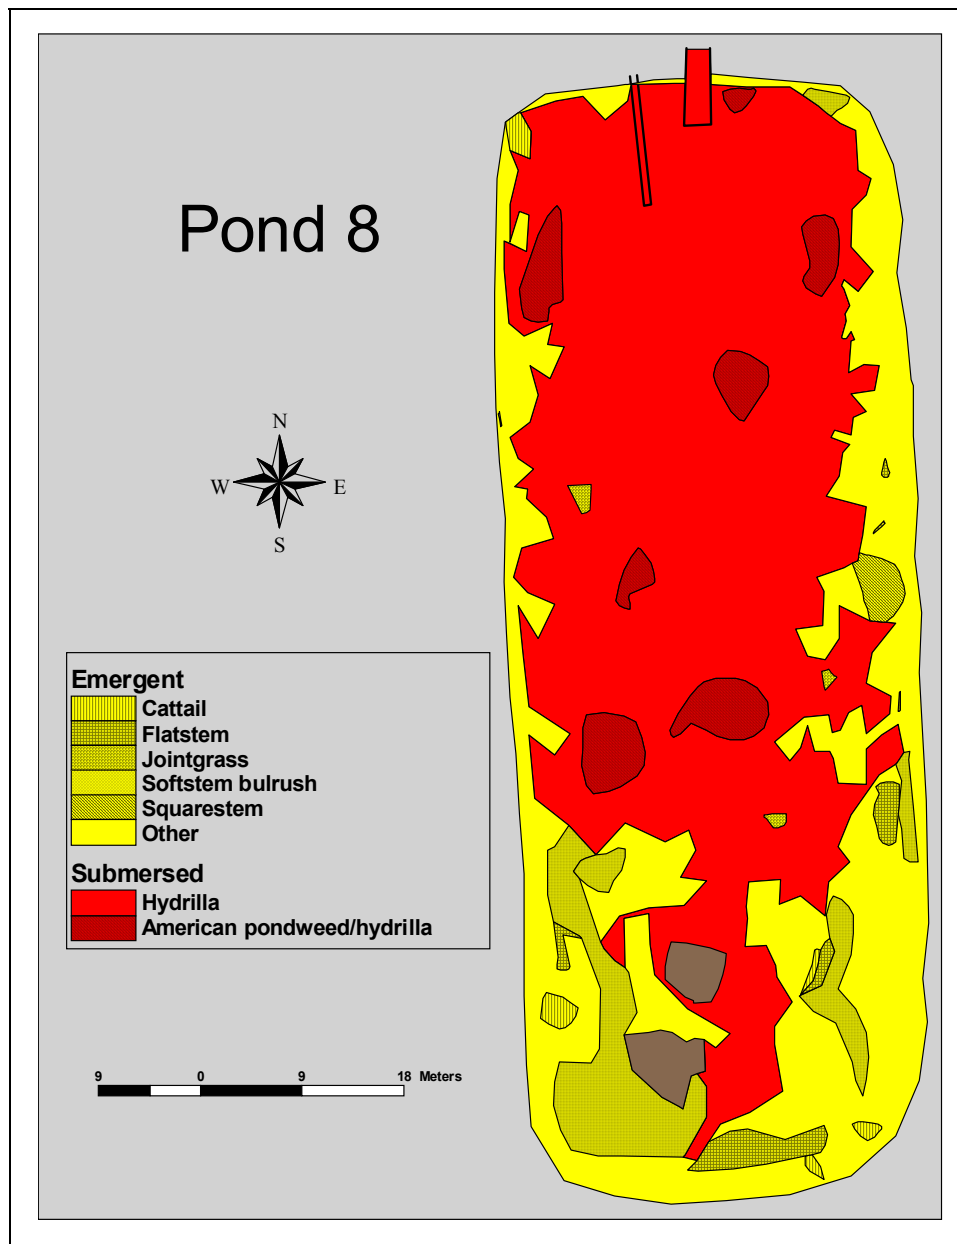 Pond 8
N
W E
S
Emergent
Cattail
Flatstem
Jointgrass
Softstem bulrush
Squarestem
Other
Submersed
Hydrilla
American pondweed/hydrilla
9 0 9 18 Meters